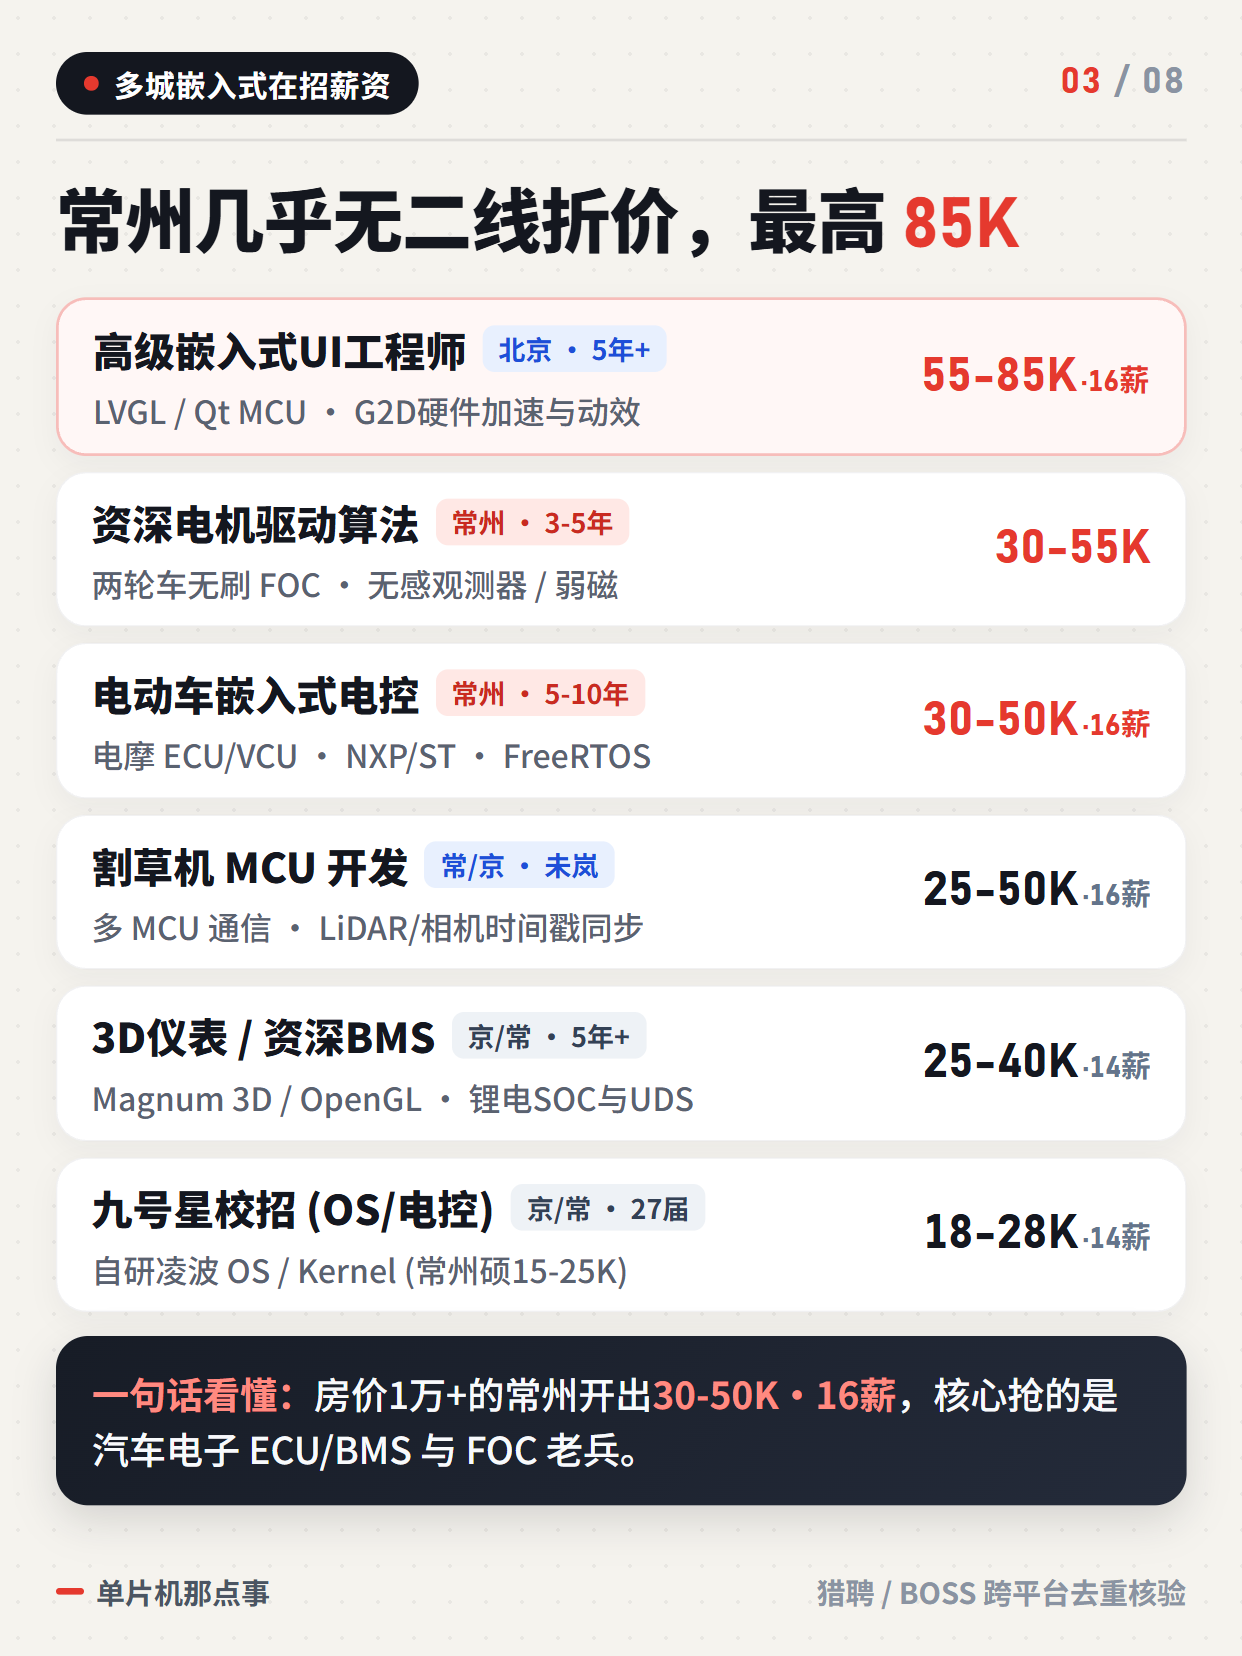 多城嵌入式在招薪资
03 / 08
常州几乎无二线折价，最高 85K
高级嵌入式UI工程师 北京 · 5年+
55-85K·16薪
LVGL / Qt MCU · G2D硬件加速与动效
资深电机驱动算法 常州 · 3-5年
30-55K
两轮车无刷 FOC · 无感观测器 / 弱磁
电动车嵌入式电控 常州 · 5-10年
30-50K·16薪
电摩 ECU/VCU · NXP/ST · FreeRTOS
割草机 MCU 开发 常/京 · 未岚
25-50K·16薪
多 MCU 通信 · LiDAR/相机时间戳同步
3D仪表 / 资深BMS 京/常 · 5年+
25-40K·14薪
Magnum 3D / OpenGL · 锂电SOC与UDS
九号星校招 (OS/电控) 京/常 · 27届
18-28K·14薪
自研凌波 OS / Kernel (常州硕15-25K)
一句话看懂：房价1万+的常州开出30-50K·16薪，核心抢的是
汽车电子 ECU/BMS 与 FOC 老兵。
单片机那点事
猎聘 / BOSS 跨平台去重核验